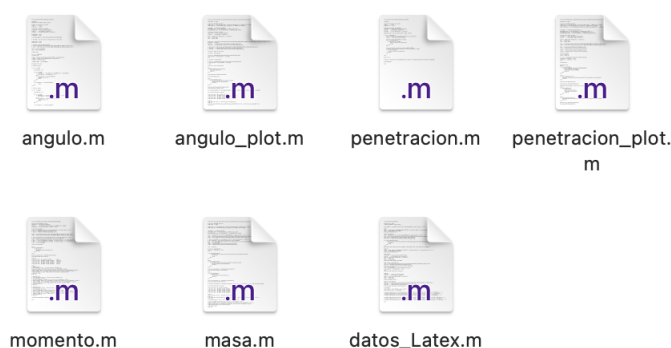 .m
.m
.m
.m
angulo.m
angulo_plot.m
penetracion.m
penetracion_plot.
m
.m
.m
.m
momento.m
masa.m
datos_Latex.m